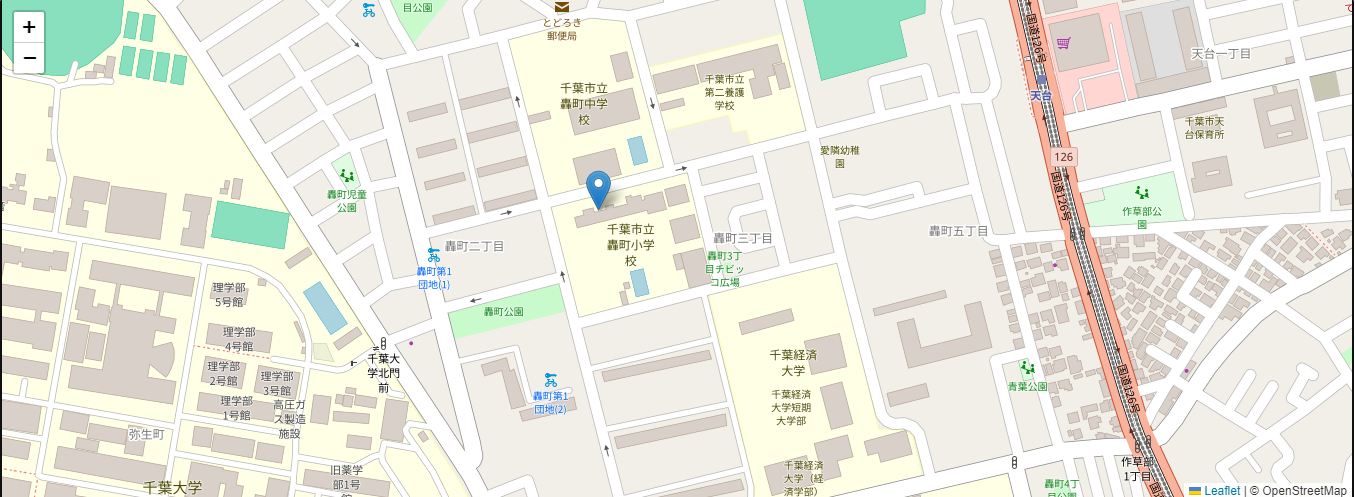 +
−
目公園
とどろき
郵便局
千葉市立
轟町中学
校
千葉市立
第二養護
学校
国道126号
天台
天台一丁目
千葉市天
台保育所
愛隣幼稚
園
126
国道126号
轟町児童
公園
作草部公
園
千葉市立
轟町小学
校
轟町二丁目
轟町三丁目
轟町五丁目
轟町第1
団地(1)
轟町3丁
目チビッ
コ広場
理学部
5号館
轟町公園
理学部
4号館
千葉大
学北門
前
千葉経済
大学
理学部
2号館
理学部
3号館
青葉公園
国道126号
理学部
1号館
高圧ガ
ス製造
施設
轟町第1
団地(2)
千葉経済
大学短期
大学部
弥生町
旧薬学
部1号
館
千葉大学
千葉経済
大学（経
済学部）
作草部
1丁目
轟町4丁
目公園
国道
Leaflet | © OpenStreetMap